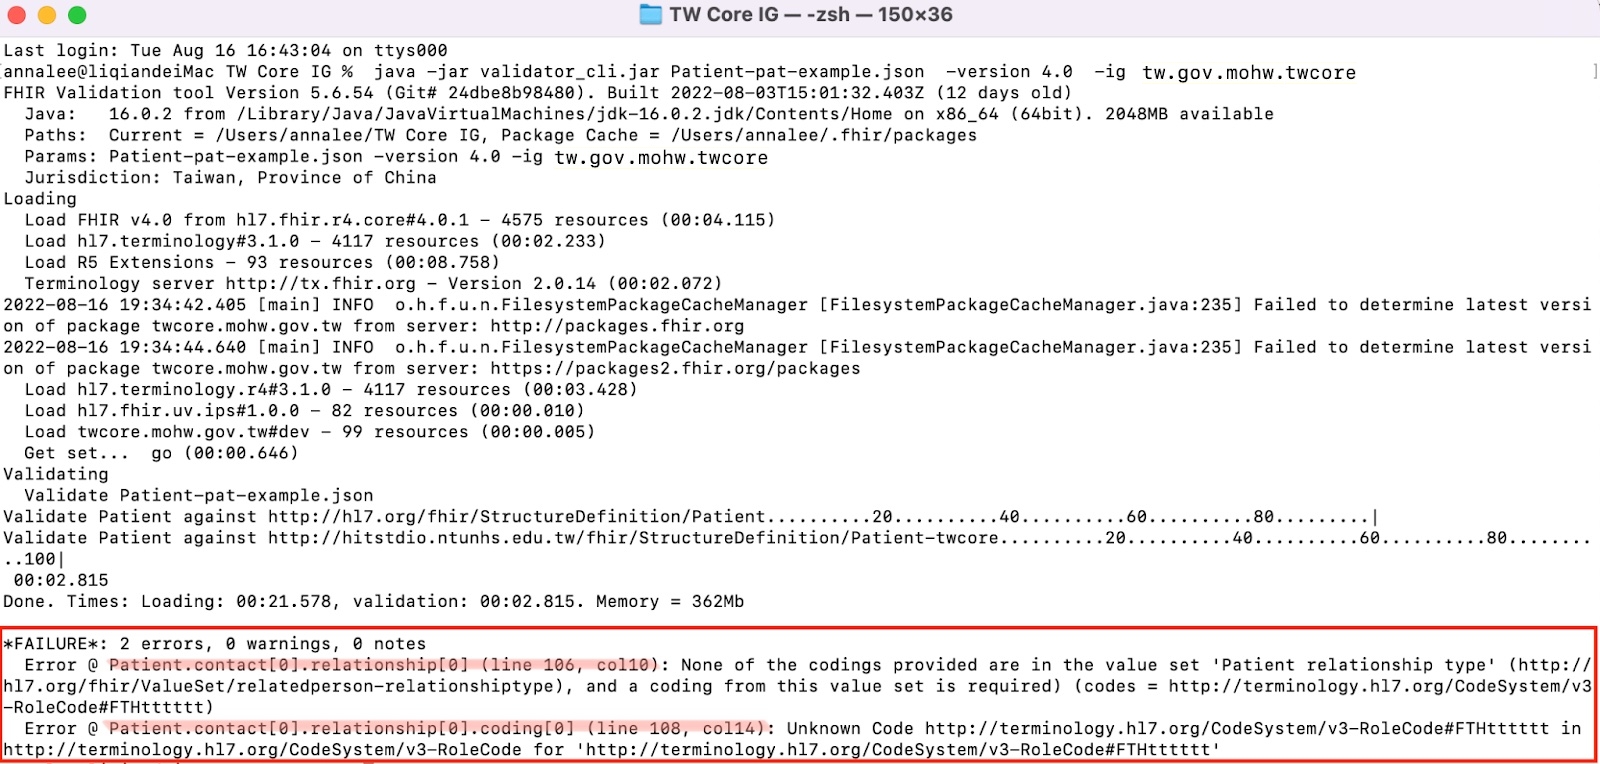 TW Core IG — -zsh — 150×36
Last login: Tue Aug 16 16:43:04 on ttys000
[annalee@liqiandeiMac TW Core IG %  java -jar validator_cli.jar Patient-pat-example.json  -version 4.0  -ig tw.gov.mohw.twcore ]
FHIR Validation tool Version 5.6.54 (Git# 24dbe8b98480). Built 2022-08-03T15:01:32.403Z (12 days old)
  Java:   16.0.2 from /Library/Java/JavaVirtualMachines/jdk-16.0.2.jdk/Contents/Home on x86_64 (64bit). 2048MB available
  Paths:  Current = /Users/annalee/TW Core IG, Package Cache = /Users/annalee/.fhir/packages
  Params: Patient-pat-example.json -version 4.0 -ig tw.gov.mohw.twcore
  Jurisdiction: Taiwan, Province of China
Loading
  Load FHIR v4.0 from hl7.fhir.r4.core#4.0.1 - 4575 resources (00:04.115)
  Load hl7.terminology#3.1.0 - 4117 resources (00:02.233)
  Load R5 Extensions - 93 resources (00:08.758)
  Terminology server http://tx.fhir.org - Version 2.0.14 (00:02.072)
2022-08-16 19:34:42.405 [main] INFO  o.h.f.u.n.FilesystemPackageCacheManager [FilesystemPackageCacheManager.java:235] Failed to determine latest versi
on of package twcore.mohw.gov.tw from server: http://packages.fhir.org
2022-08-16 19:34:44.640 [main] INFO  o.h.f.u.n.FilesystemPackageCacheManager [FilesystemPackageCacheManager.java:235] Failed to determine latest versi
on of package twcore.mohw.gov.tw from server: https://packages2.fhir.org/packages
  Load hl7.terminology.r4#3.1.0 - 4117 resources (00:03.428)
  Load hl7.fhir.uv.ips#1.0.0 - 82 resources (00:00.010)
  Load twcore.mohw.gov.tw#dev - 99 resources (00:00.005)
  Get set...  go (00:00.646)
Validating
  Validate Patient-pat-example.json
Validate Patient against http://hl7.org/fhir/StructureDefinition/Patient..........20..........40..........60..........80.........|
Validate Patient against http://hitstdio.ntunhs.edu.tw/fhir/StructureDefinition/Patient-twcore..........20..........40..........60..........80........
..100|
 00:02.815
Done. Times: Loading: 00:21.578, validation: 00:02.815. Memory = 362Mb
*FAILURE*: 2 errors, 0 warnings, 0 notes
  Error @ Patient.contact[0].relationship[0] (line 106, col10): None of the codings provided are in the value set 'Patient relationship type' (http://
hl7.org/fhir/ValueSet/relatedperson-relationshiptype), and a coding from this value set is required) (codes = http://terminology.hl7.org/CodeSystem/v3
-RoleCode#FTHtttttt)
  Error @ Patient.contact[0].relationship[0].coding[0] (line 108, col14): Unknown Code http://terminology.hl7.org/CodeSystem/v3-RoleCode#FTHtttttt in
http://terminology.hl7.org/CodeSystem/v3-RoleCode for 'http://terminology.hl7.org/CodeSystem/v3-RoleCode#FTHtttttt'